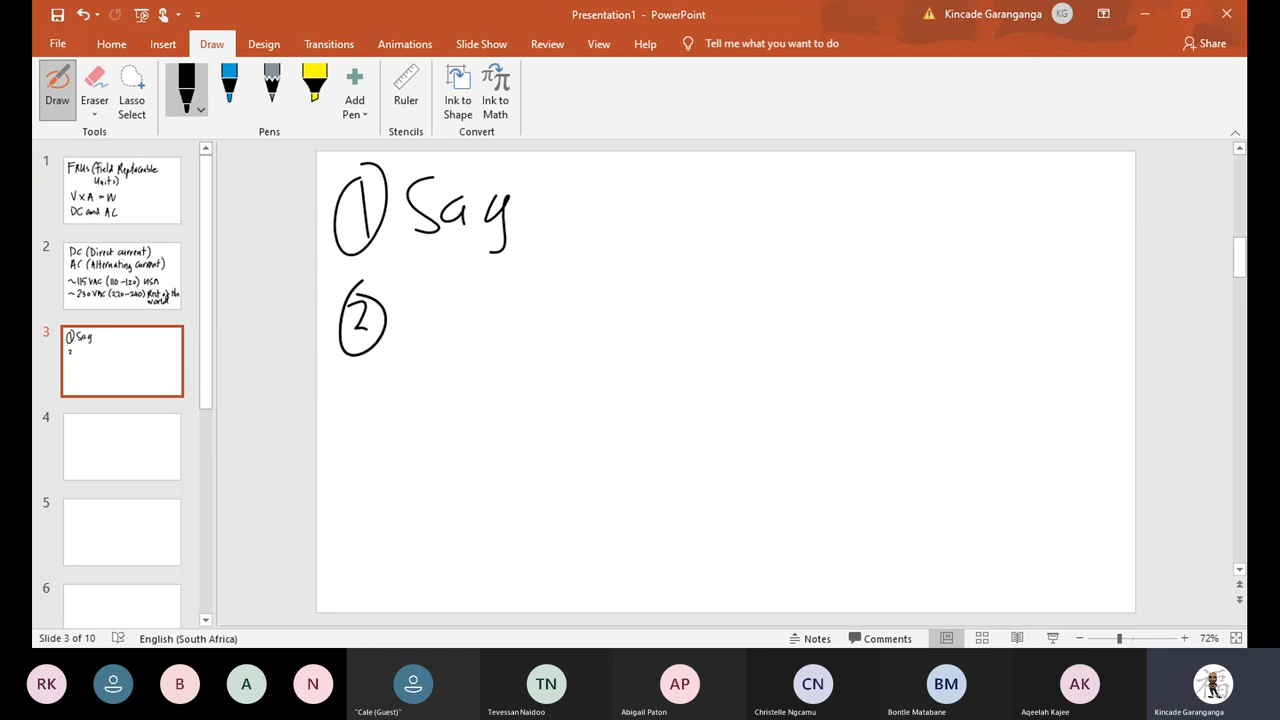 Presentation1 - PowerPoint
Kincade Garanganga
KG
File
Home
Insert
Draw
Design
Transitions
Animations
Slide Show
Review
View
Help
Tell me what you want to do
Share
Draw
Eraser
Lasso
Select
Add
Pen
Ruler
Ink to
Shape
Ink to
Math
Tools
Pens
Stencils
Convert
1
FRUs (Field Replaceable
Units)
V x A = W
DC and AC
2
DC (Direct current)
AC (Alternating current)
~115 VAC (110-120) USA
~230 VAC (220-240) Rest of the
world
3
① Sag
2
4
5
6
① Sag
②
Slide 3 of 10
English (South Africa)
Notes
Comments
72%
RK
B
A
N
"Cale (Guest)"
TN
Tevessan Naidoo
AP
Abigail Paton
CN
Christelle Ngcamu
BM
Bontle Matabane
AK
Aqeelah Kajee
Kincade Garanganga